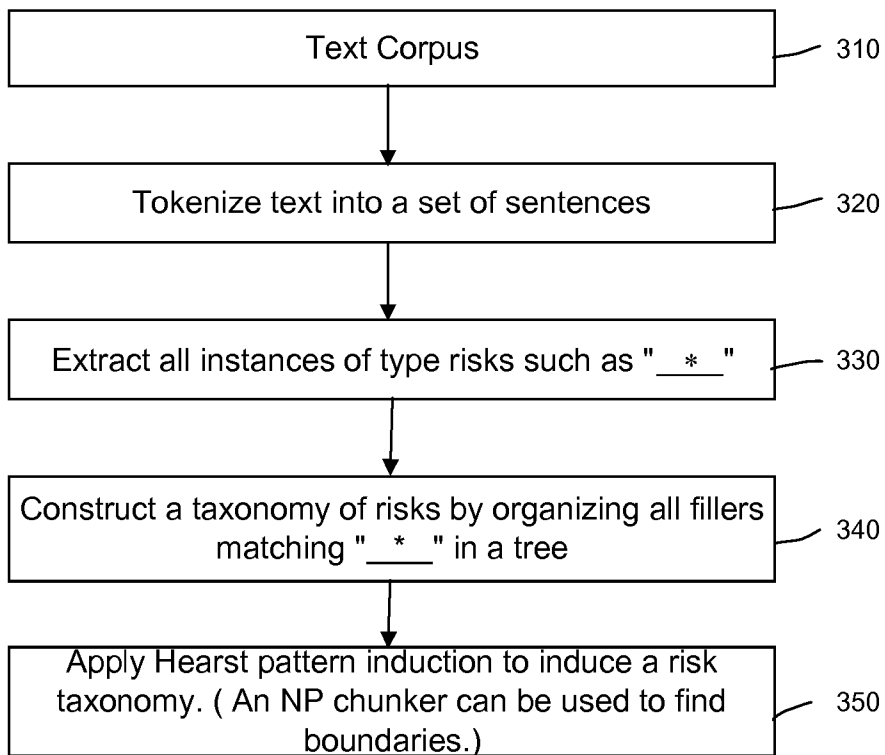 Text Corpus
310
Tokenize text into a set of sentences
320
Extract all instances of type risks such as "__*__"
330
Construct a taxonomy of risks by organizing all fillers
matching "__*__" in a tree
340
Apply Hearst pattern induction to induce a risk
taxonomy. ( An NP chunker can be used to find
boundaries.)
350